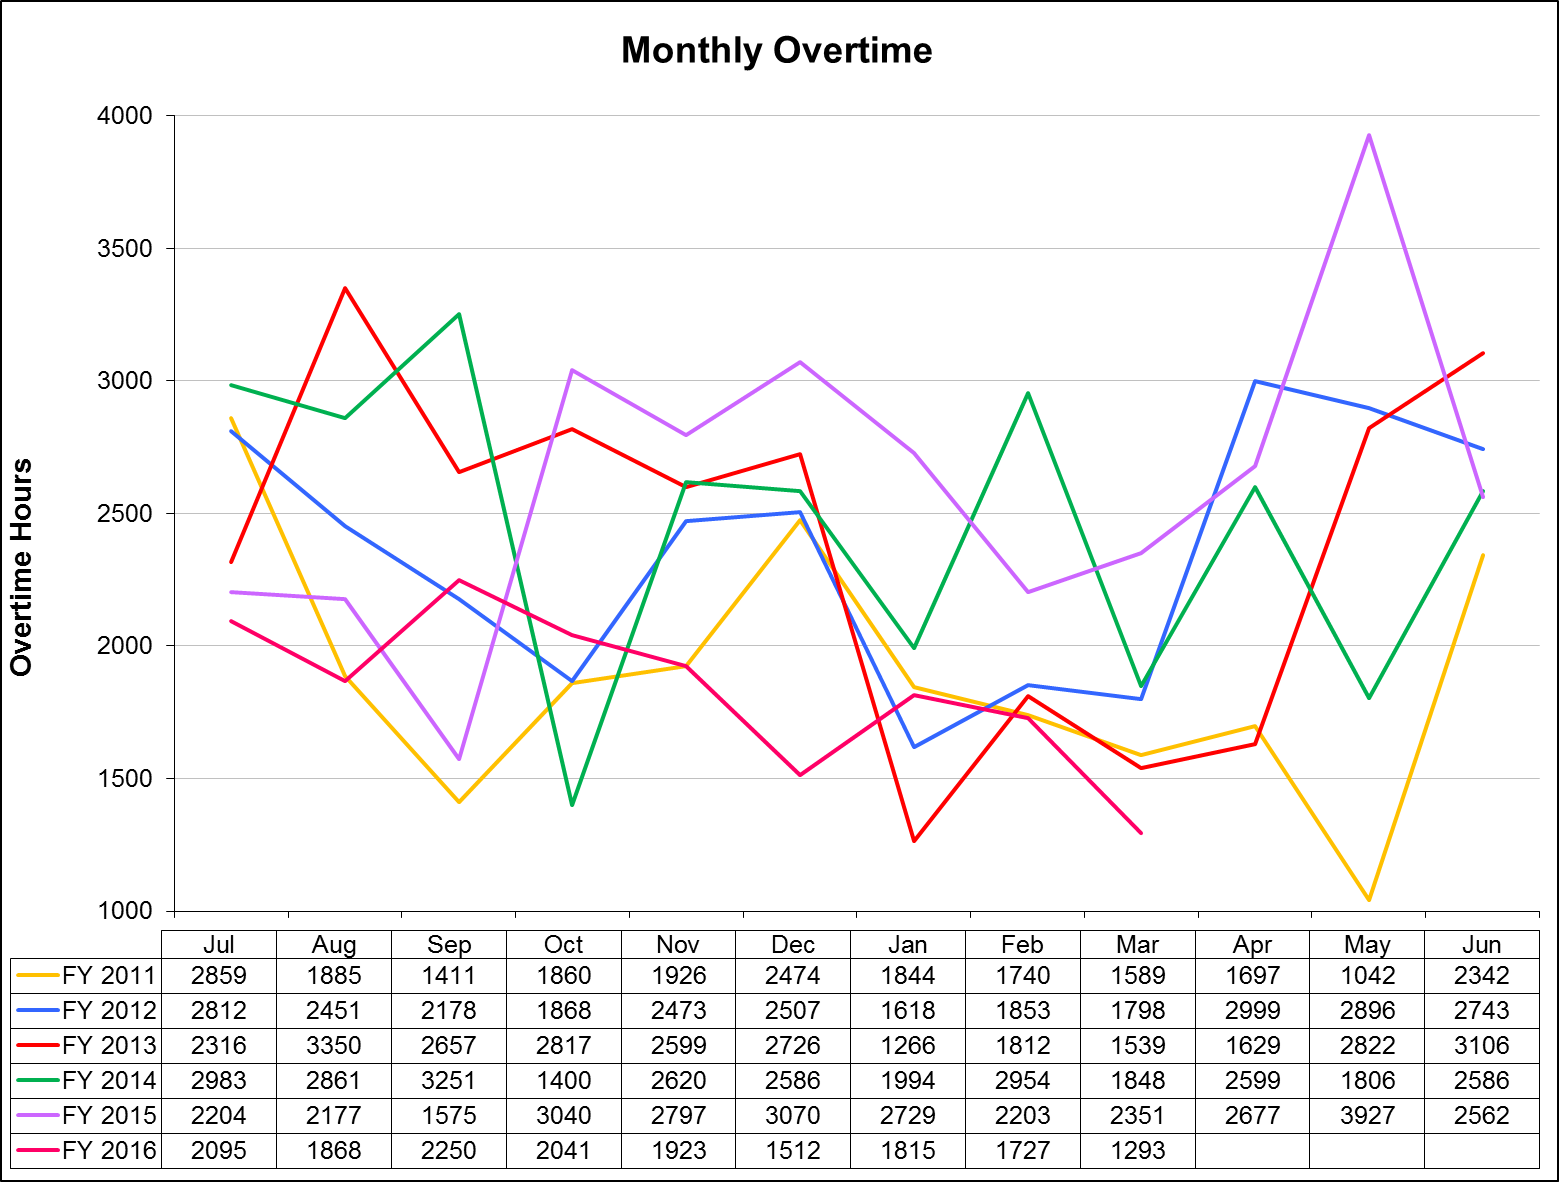 Monthly Overtime
4000
3500
3000
2500
2000
1500
1000
Overtime Hours
Jul Aug Sep Oct Nov Dec Jan Feb Mar Apr May Jun
FY 2011 2859 1885 1411 1860 1926 2474 1844 1740 1589 1697 1042 2342
FY 2012 2812 2451 2178 1868 2473 2507 1618 1853 1798 2999 2896 2743
FY 2013 2316 3350 2657 2817 2599 2726 1266 1812 1539 1629 2822 3106
FY 2014 2983 2861 3251 1400 2620 2586 1994 2954 1848 2599 1806 2586
FY 2015 2204 2177 1575 3040 2797 3070 2729 2203 2351 2677 3927 2562
FY 2016 2095 1868 2250 2041 1923 1512 1815 1727 1293